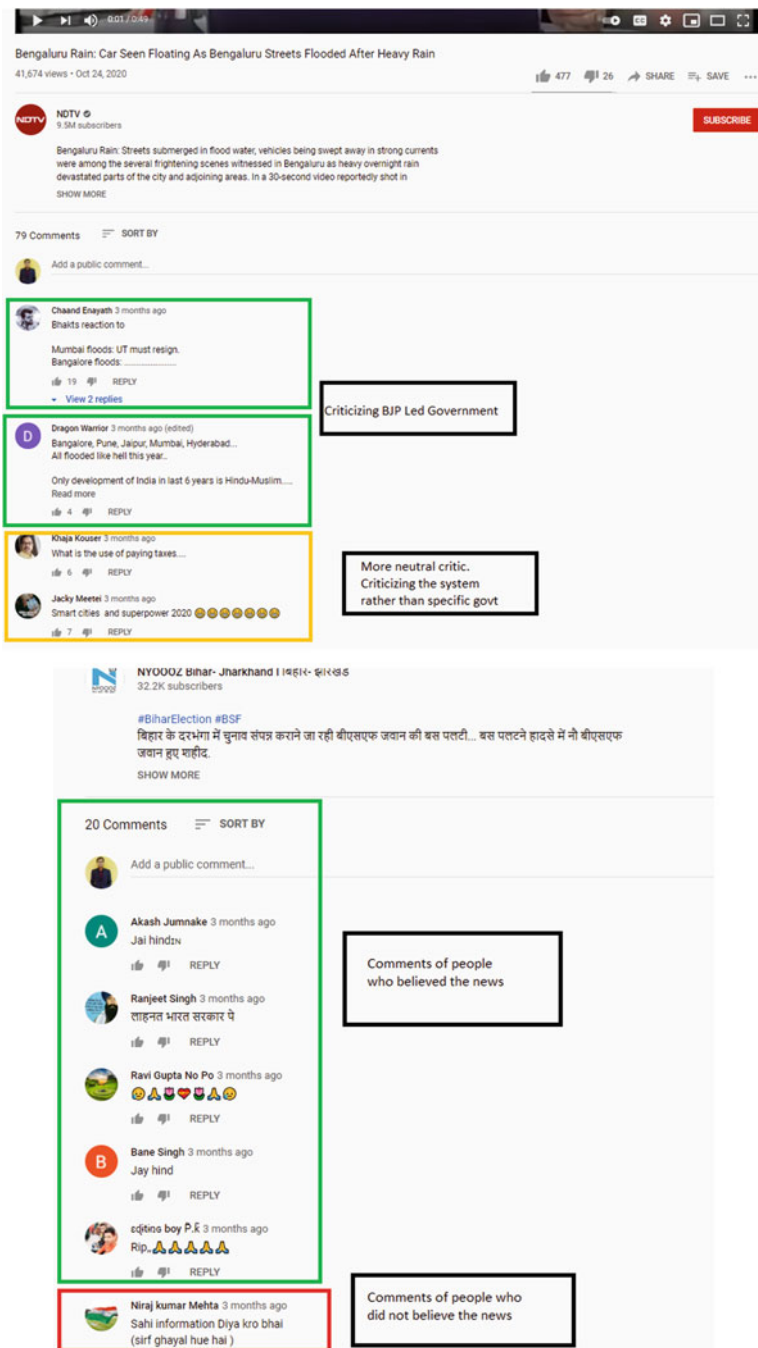 0:01 / 0:49
Bengaluru Rain: Car Seen Floating As Bengaluru Streets Flooded After Heavy Rain
41,674 views • Oct 24, 2020
477 26 SHARE SAVE ...
NDTV
NDTV
9.5M subscribers
SUBSCRIBE
Bengaluru Rain: Streets submerged in flood water, vehicles being swept away in strong currents
were among the several frightening scenes witnessed in Bengaluru as heavy overnight rain
devastated parts of the city and adjoining areas. In a 30-second video reportedly shot in
SHOW MORE
79 Comments SORT BY
Add a public comment...
Chaand Enayath 3 months ago
Bhakts reaction to
Mumbai floods: UT must resign.
Bangalore floods: ..........................
19 REPLY
View 2 replies
Criticizing BJP Led Government
D
Dragon Warrior 3 months ago (edited)
Bangalore, Pune, Jaipur, Mumbai, Hyderabad...
All flooded like hell this year..
Only development of India in last 6 years is Hindu-Muslim.....
Read more
4 REPLY
Khaja Kouser 3 months ago
What is the use of paying taxes....
6 REPLY
Jacky Meetei 3 months ago
Smart cities and superpower 2020 😂😂😂😂😂😂😂
7 REPLY
More neutral critic.
Criticizing the system
rather than specific govt
NYOOOZ Bihar- Jharkhand I बिहार- झारखंड
32.2K subscribers
#BiharElection #BSF
बिहार के दरभंगा में चुनाव संपन्न कराने जा रही बीएसएफ जवान की बस पलटी... बस पलटने हादसे में नौ बीएसएफ
जवान हुए शहीद.
SHOW MORE
20 Comments SORT BY
Add a public comment...
A
Akash Jumnake 3 months ago
Jai hindɪɴ
REPLY
Ranjeet Singh 3 months ago
लाहनत भारत सरकार पे
REPLY
Comments of people
who believed the news
Ravi Gupta No Po 3 months ago
😥🙏🌷💝🌷🙏😥
REPLY
B
Bane Singh 3 months ago
Jay hind
REPLY
boy 3 months ago
Rip,,🙏🙏🙏🙏🙏
REPLY
Niraj kumar Mehta 3 months ago
Sahi information Diya kro bhai
(sirf ghayal hue hai )
Comments of people who
did not believe the news